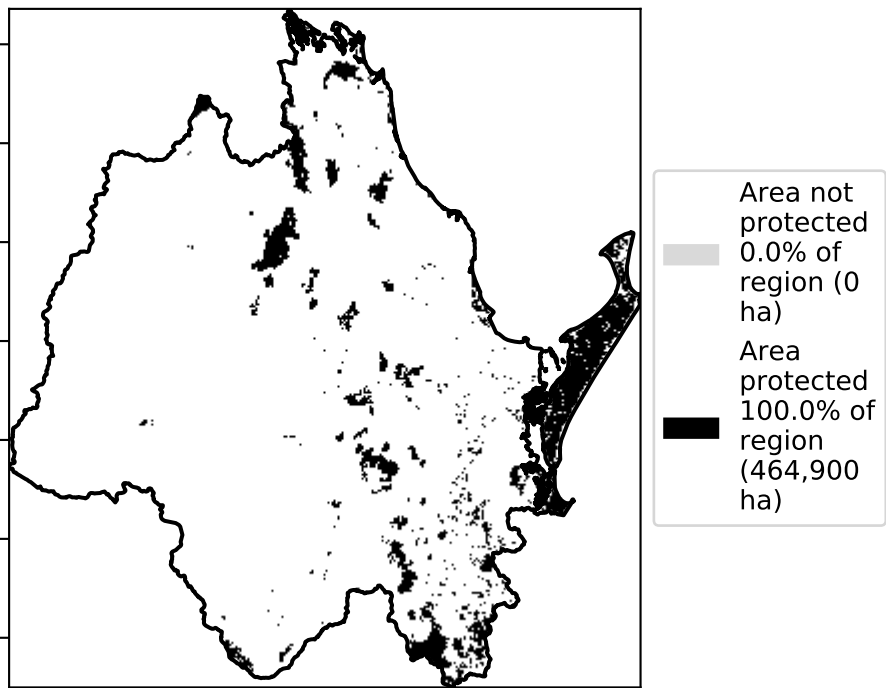 Area not
protected
0.0% of
region (0
ha)
Area
protected
100.0% of
region
(464,900
ha)